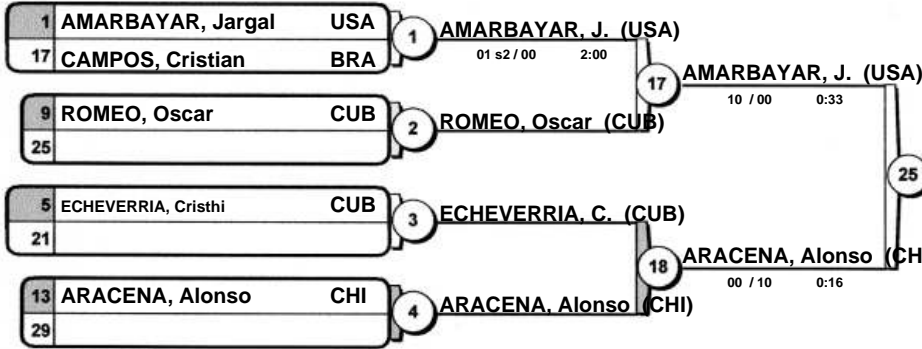 1 AMARBAYAR, Jargal USA
17 CAMPOS, Cristian BRA
1
AMARBAYAR, J. (USA)
01 s2 / 00 2:00
9 ROMEO, Oscar CUB
25
2
ROMEO, Oscar (CUB)
17
AMARBAYAR, J. (USA)
10 / 00 0:33
5 ECHEVERRIA, Cristhi CUB
21
3
ECHEVERRIA, C. (CUB)
13 ARACENA, Alonso CHI
29
4
ARACENA, Alonso (CHI)
18
ARACENA, Alonso (CHI
00 / 10 0:16
25